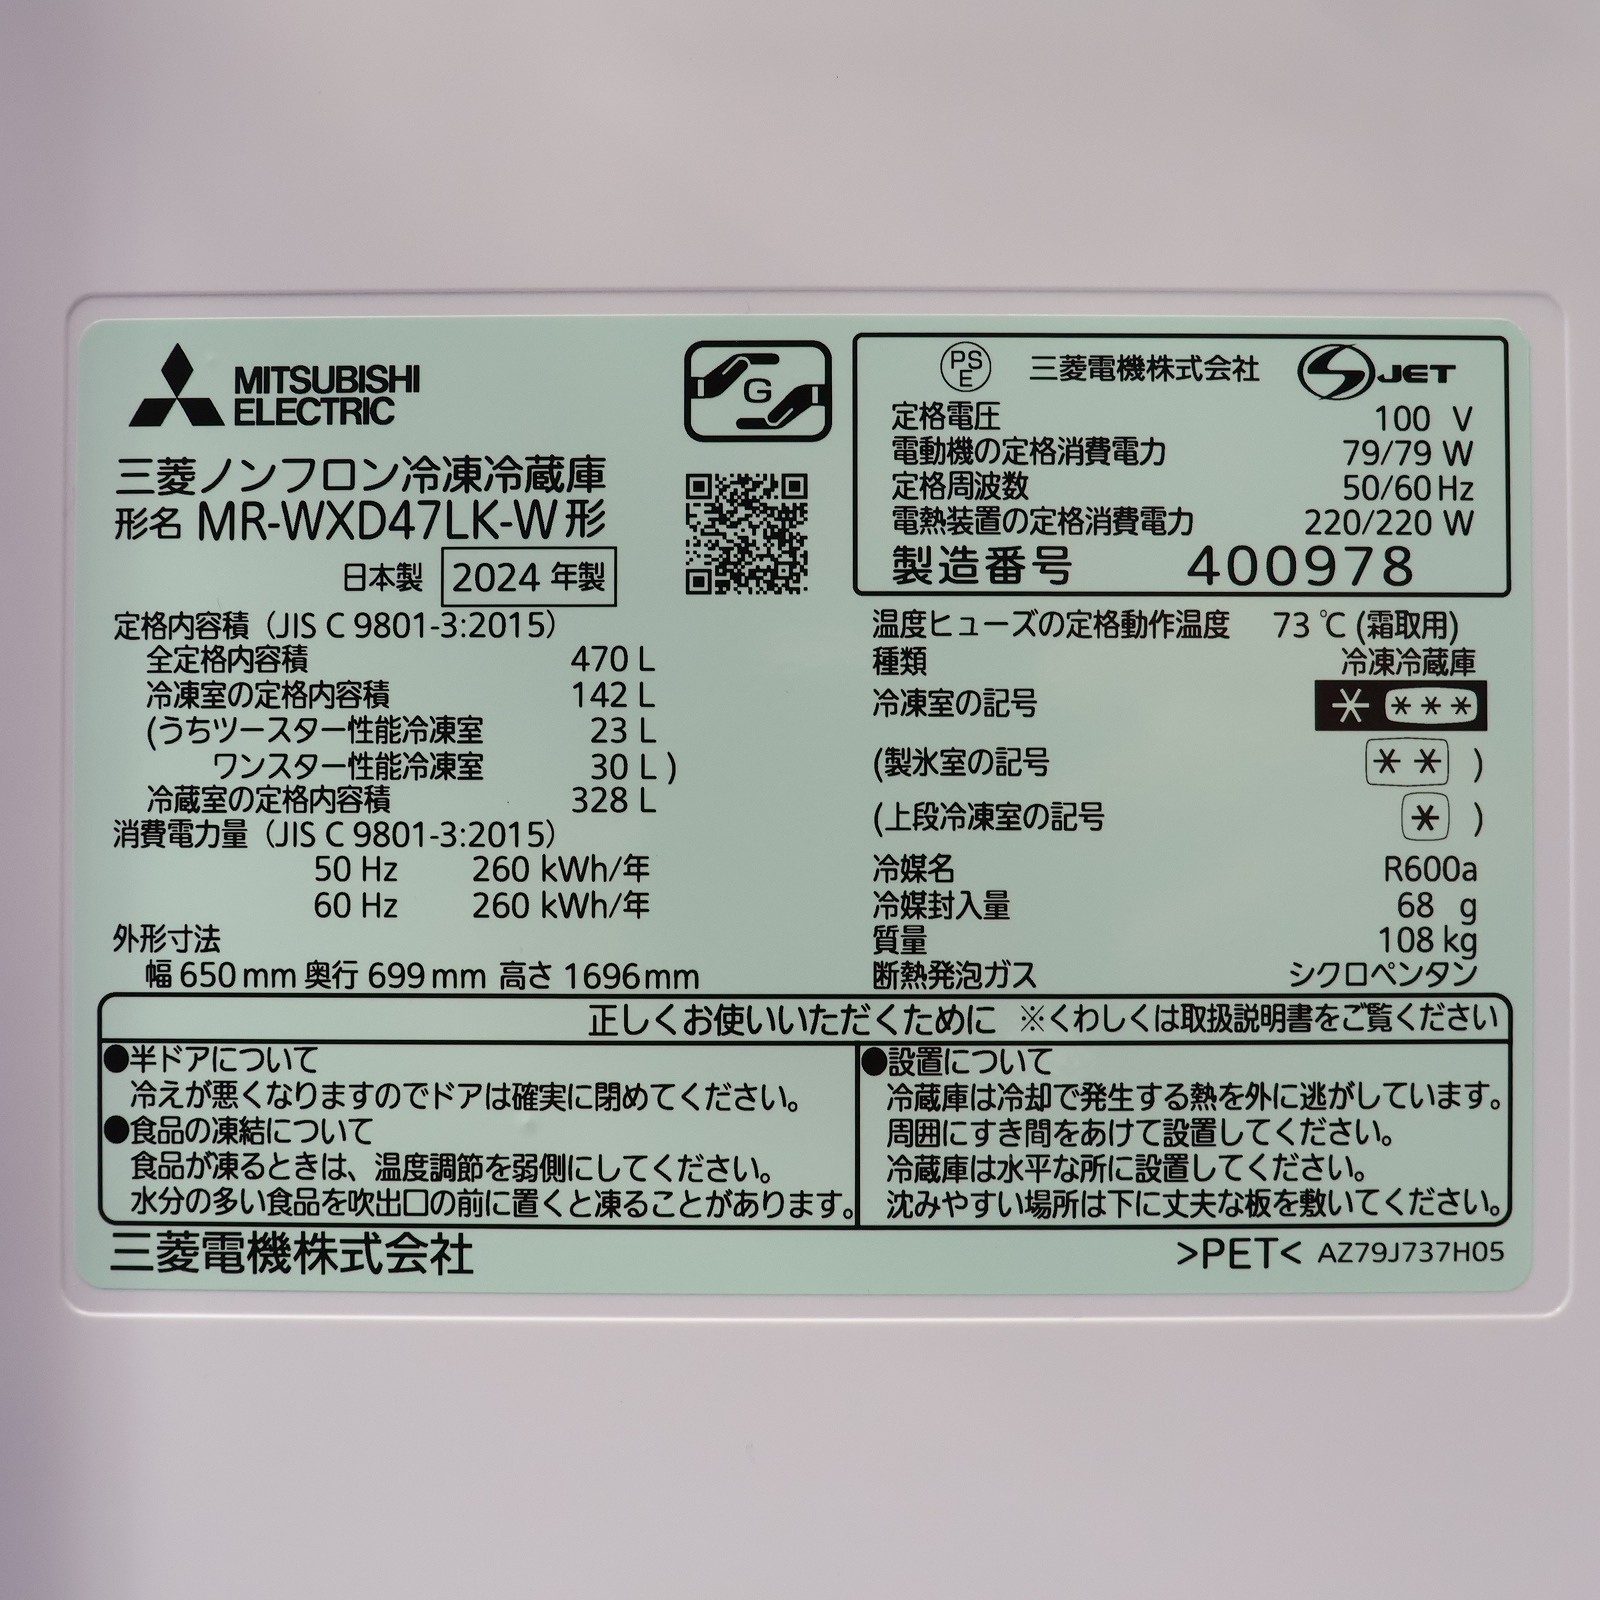 MITSUBISHI
ELECTRIC
G
三菱ノンフロン冷凍冷蔵庫
形名 MR-WXD47LK-W形
日本製 2024 年製
定格内容積（JIS C 9801-3:2015）
全定格内容積 470 L
冷凍室の定格内容積 142 L
(うちツースター性能冷凍室 23 L
ワンスター性能冷凍室 30 L )
冷蔵室の定格内容積 328 L
消費電力量（JIS C 9801-3:2015）
50 Hz 260 kWh/年
60 Hz 260 kWh/年
外形寸法
幅 650 mm 奥行 699 mm 高さ 1696mm
PS
E 三菱電機株式会社 JET
定格電圧 100 V
電動機の定格消費電力 79/79 W
定格周波数 50/60 Hz
電熱装置の定格消費電力 220/220 W
製造番号 400978
温度ヒューズの定格動作温度 73 ℃ (霜取用)
種類 冷凍冷蔵庫
冷凍室の記号 * ***
(製氷室の記号 ** )
(上段冷凍室の記号 * )
冷媒名 R600a
冷媒封入量 68 g
質量 108 kg
断熱発泡ガス シクロペンタン
正しくお使いいただくために ※くわしくは取扱説明書をご覧ください
●半ドアについて
冷えが悪くなりますのでドアは確実に閉めてください。
●食品の凍結について
食品が凍るときは、温度調節を弱側にしてください。
水分の多い食品を吹出口の前に置くと凍ることがあります。
●設置について
冷蔵庫は冷却で発生する熱を外に逃がしています。
周囲にすき間をあけて設置してください。
冷蔵庫は水平な所に設置してください。
沈みやすい場所は下に丈夫な板を敷いてください。
三菱電機株式会社 >PET< AZ79J737H05